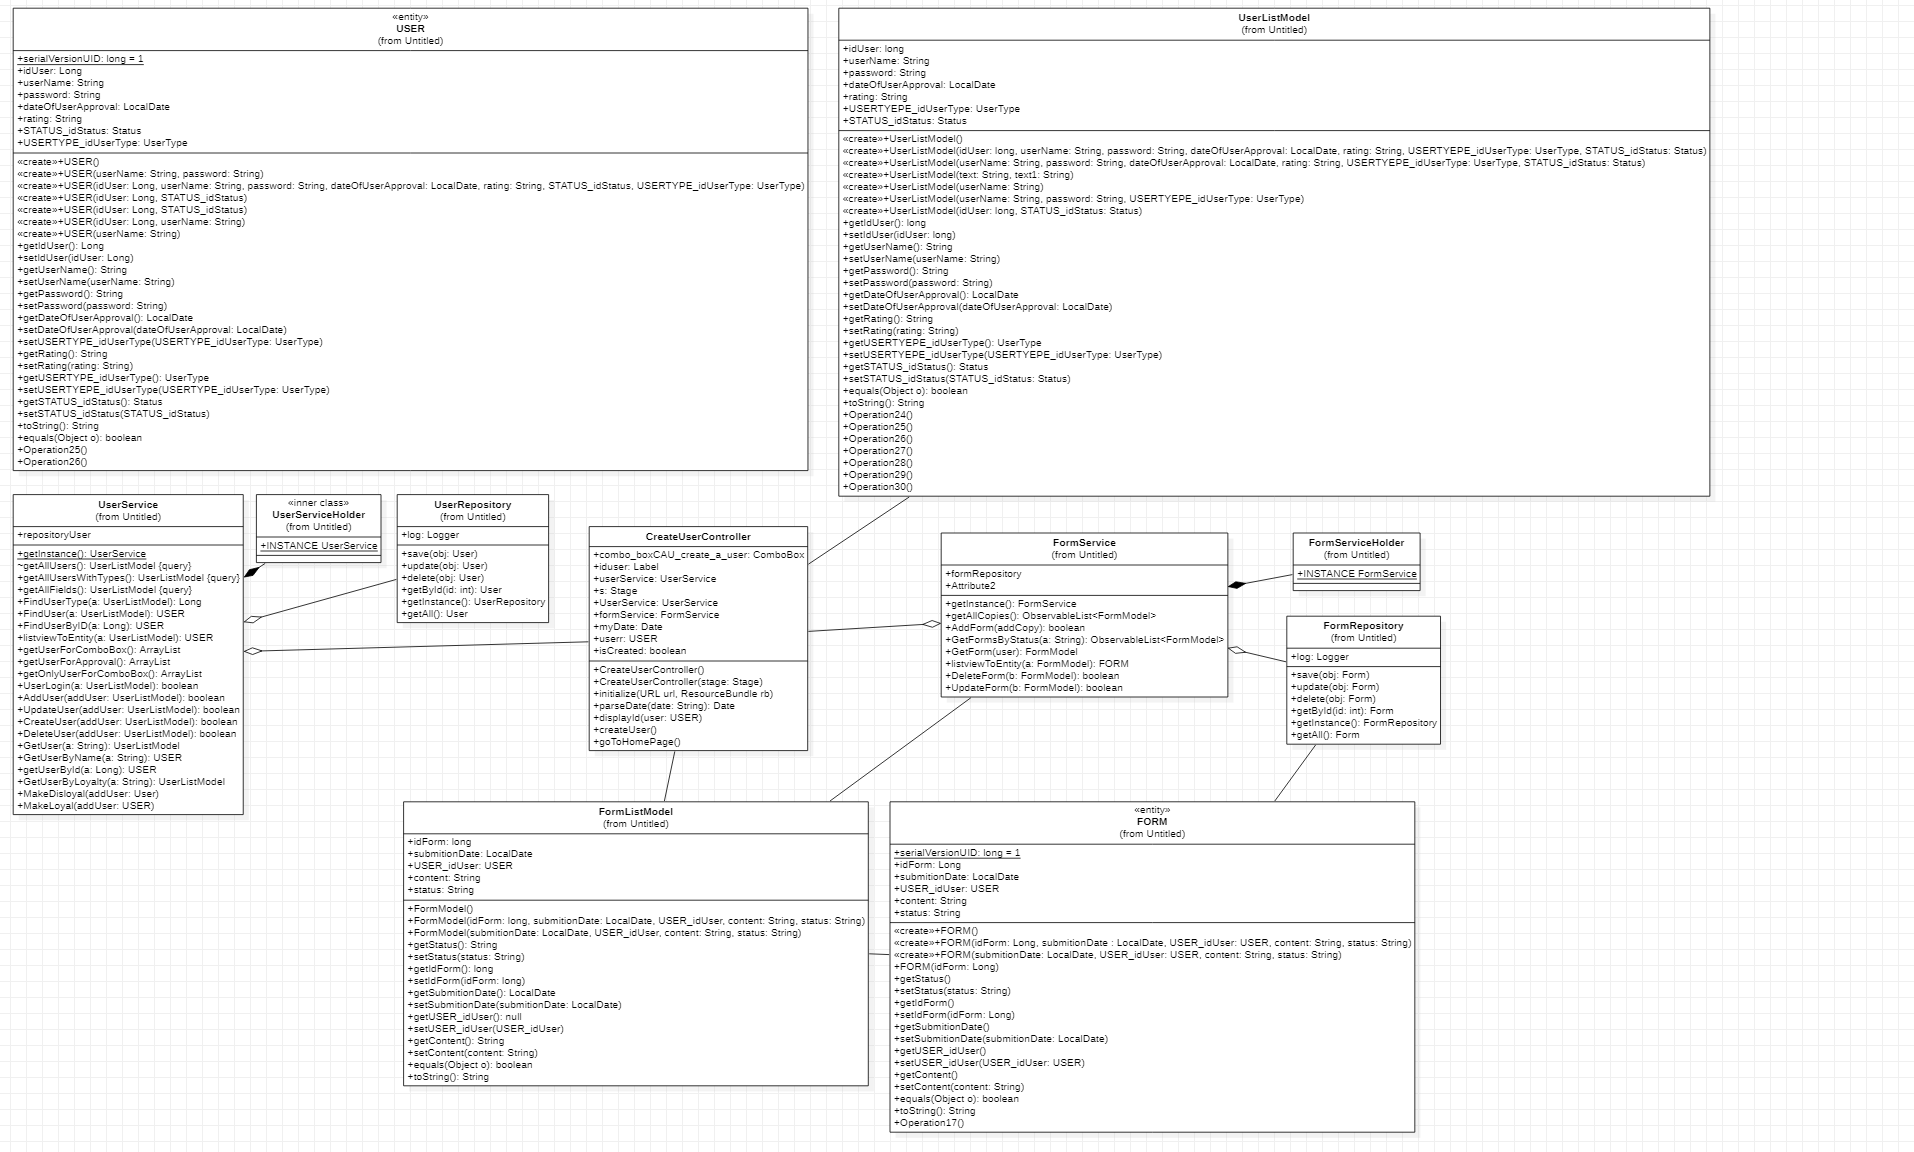 «entity»
USER
(from Untitled)
+serialVersionUID: long = 1
+idUser: Long
+userName: String
+password: String
+dateOfUserApproval: LocalDate
+rating: String
+STATUS_idStatus: Status
+USERTYPE_idUserType: UserType
«create»+USER()
«create»+USER(userName: String, password: String)
«create»+USER(idUser: Long, userName: String, password: String, dateOfUserApproval: LocalDate, rating: String, STATUS_idStatus, USERTYPE_idUserType: UserType)
«create»+USER(idUser: Long, STATUS_idStatus)
«create»+USER(idUser: Long, STATUS_idStatus)
«create»+USER(idUser: Long, userName: String)
«create»+USER(userName: String)
+getIdUser(): Long
+setIdUser(idUser: Long)
+getUserName(): String
+setUserName(userName: String)
+getPassword(): String
+setPassword(password: String)
+getDateOfUserApproval(): LocalDate
+setDateOfUserApproval(dateOfUserApproval: LocalDate)
+setUSERTYPE_idUserType(USERTYPE_idUserType: UserType)
+getRating(): String
+setRating(rating: String)
+getUSERTYPE_idUserType(): UserType
+setUSERTYEPE_idUserType(USERTYPE_idUserType: UserType)
+getSTATUS_idStatus(): Status
+setSTATUS_idStatus(STATUS_idStatus)
+toString(): String
+equals(Object o): boolean
+Operation25()
+Operation26()
UserListModel
(from Untitled)
+idUser: long
+userName: String
+password: String
+dateOfUserApproval: LocalDate
+rating: String
+USERTYEPE_idUserType: UserType
+STATUS_idStatus: Status
«create»+UserListModel()
«create»+UserListModel(idUser: long, userName: String, password: String, dateOfUserApproval: LocalDate, rating: String, USERTYEPE_idUserType: UserType, STATUS_idStatus: Status)
«create»+UserListModel(userName: String, password: String, dateOfUserApproval: LocalDate, rating: String, USERTYEPE_idUserType: UserType, STATUS_idStatus: Status)
«create»+UserListModel(text: String, text1: String)
«create»+UserListModel(userName: String)
«create»+UserListModel(userName: String, password: String, USERTYEPE_idUserType: UserType)
«create»+UserListModel(idUser: long, STATUS_idStatus: Status)
+getIdUser(): long
+setIdUser(idUser: long)
+getUserName(): String
+setUserName(userName: String)
+getPassword(): String
+setPassword(password: String)
+getDateOfUserApproval(): LocalDate
+setDateOfUserApproval(dateOfUserApproval: LocalDate)
+getRating(): String
+setRating(rating: String)
+getUSERTYEPE_idUserType(): UserType
+setUSERTYEPE_idUserType(USERTYEPE_idUserType: UserType)
+getSTATUS_idStatus(): Status
+setSTATUS_idStatus(STATUS_idStatus: Status)
+equals(Object o): boolean
+toString(): String
+Operation24()
+Operation25()
+Operation26()
+Operation27()
+Operation28()
+Operation29()
+Operation30()
UserService
(from Untitled)
+repositoryUser
+getInstance(): UserService
~getAllUsers(): UserListModel {query}
+getAllUsersWithTypes(): UserListModel {query}
+getAllFields(): UserListModel {query}
+FindUserType(a: UserListModel): Long
+FindUser(a: UserListModel): USER
+FindUserByID(a: Long): USER
+listviewToEntity(a: UserListModel): USER
+getUserForComboBox(): ArrayList
+getUserForApproval(): ArrayList
+getOnlyUserForComboBox(): ArrayList
+UserLogin(a: UserListModel): boolean
+AddUser(addUser: UserListModel): boolean
+UpdateUser(addUser: UserListModel): boolean
+CreateUser(addUser: UserListModel): boolean
+DeleteUser(addUser: UserListModel): boolean
+GetUser(a: String): UserListModel
+GetUserByName(a: String): USER
+getUserById(a: Long): USER
+GetUserByLoyalty(a: String): UserListModel
+MakeDisloyal(addUser: User)
+MakeLoyal(addUser: USER)
«inner class»
UserServiceHolder
(from Untitled)
+INSTANCE UserService
UserRepository
(from Untitled)
+log: Logger
+save(obj: User)
+update(obj: User)
+delete(obj: User)
+getById(id: int): User
+getInstance(): UserRepository
+getAll(): User
CreateUserController
(from Untitled)
+combo_boxCAU_create_a_user: ComboBox
+iduser: Label
+userService: UserService
+s: Stage
+UserService: UserService
+formService: FormService
+myDate: Date
+userr: USER
+isCreated: boolean
+CreateUserController()
+CreateUserController(stage: Stage)
+initialize(URL url, ResourceBundle rb)
+parseDate(date: String): Date
+displayId(user: USER)
+createUser()
+goToHomePage()
FormService
(from Untitled)
+formRepository
+Attribute2
+getInstance(): FormService
+getAllCopies(): ObservableList<FormModel>
+AddForm(addCopy): boolean
+GetFormsByStatus(a: String): ObservableList<FormModel>
+GetForm(user): FormModel
+listviewToEntity(a: FormModel): FORM
+DeleteForm(b: FormModel): boolean
+UpdateForm(b: FormModel): boolean
FormServiceHolder
(from Untitled)
+INSTANCE FormService
FormRepository
(from Untitled)
+log: Logger
+save(obj: Form)
+update(obj: Form)
+delete(obj: Form)
+getById(id: int): Form
+getInstance(): FormRepository
+getAll(): Form
FormListModel
(from Untitled)
+idForm: long
+submitionDate: LocalDate
+USER_idUser: USER
+content: String
+status: String
+FormModel()
+FormModel(idForm: long, submitionDate: LocalDate, USER_idUser, content: String, status: String)
+FormModel(submitionDate: LocalDate, USER_idUser, content: String, status: String)
+getStatus(): String
+setStatus(status: String)
+getIdForm(): long
+setIdForm(idForm: long)
+getSubmitionDate(): LocalDate
+setSubmitionDate(submitionDate: LocalDate)
+getUSER_idUser(): null
+setUSER_idUser(USER_idUser)
+getContent(): String
+setContent(content: String)
+equals(Object o): boolean
+toString(): String
«entity»
FORM
(from Untitled)
+serialVersionUID: long = 1
+idForm: Long
+submitionDate: LocalDate
+USER_idUser: USER
+content: String
+status: String
«create»+FORM()
«create»+FORM(idForm: Long, submitionDate : LocalDate, USER_idUser: USER, content: String, status: String)
«create»+FORM(submitionDate: LocalDate, USER_idUser: USER, content: String, status: String)
+FORM(idForm: Long)
+getStatus()
+setStatus(status: String)
+getIdForm()
+setIdForm(idForm: Long)
+getSubmitionDate()
+setSubmitionDate(submitionDate: LocalDate)
+getUSER_idUser()
+setUSER_idUser(USER_idUser: USER)
+getContent()
+setContent(content: String)
+equals(Object o): boolean
+toString(): String
+Operation17()